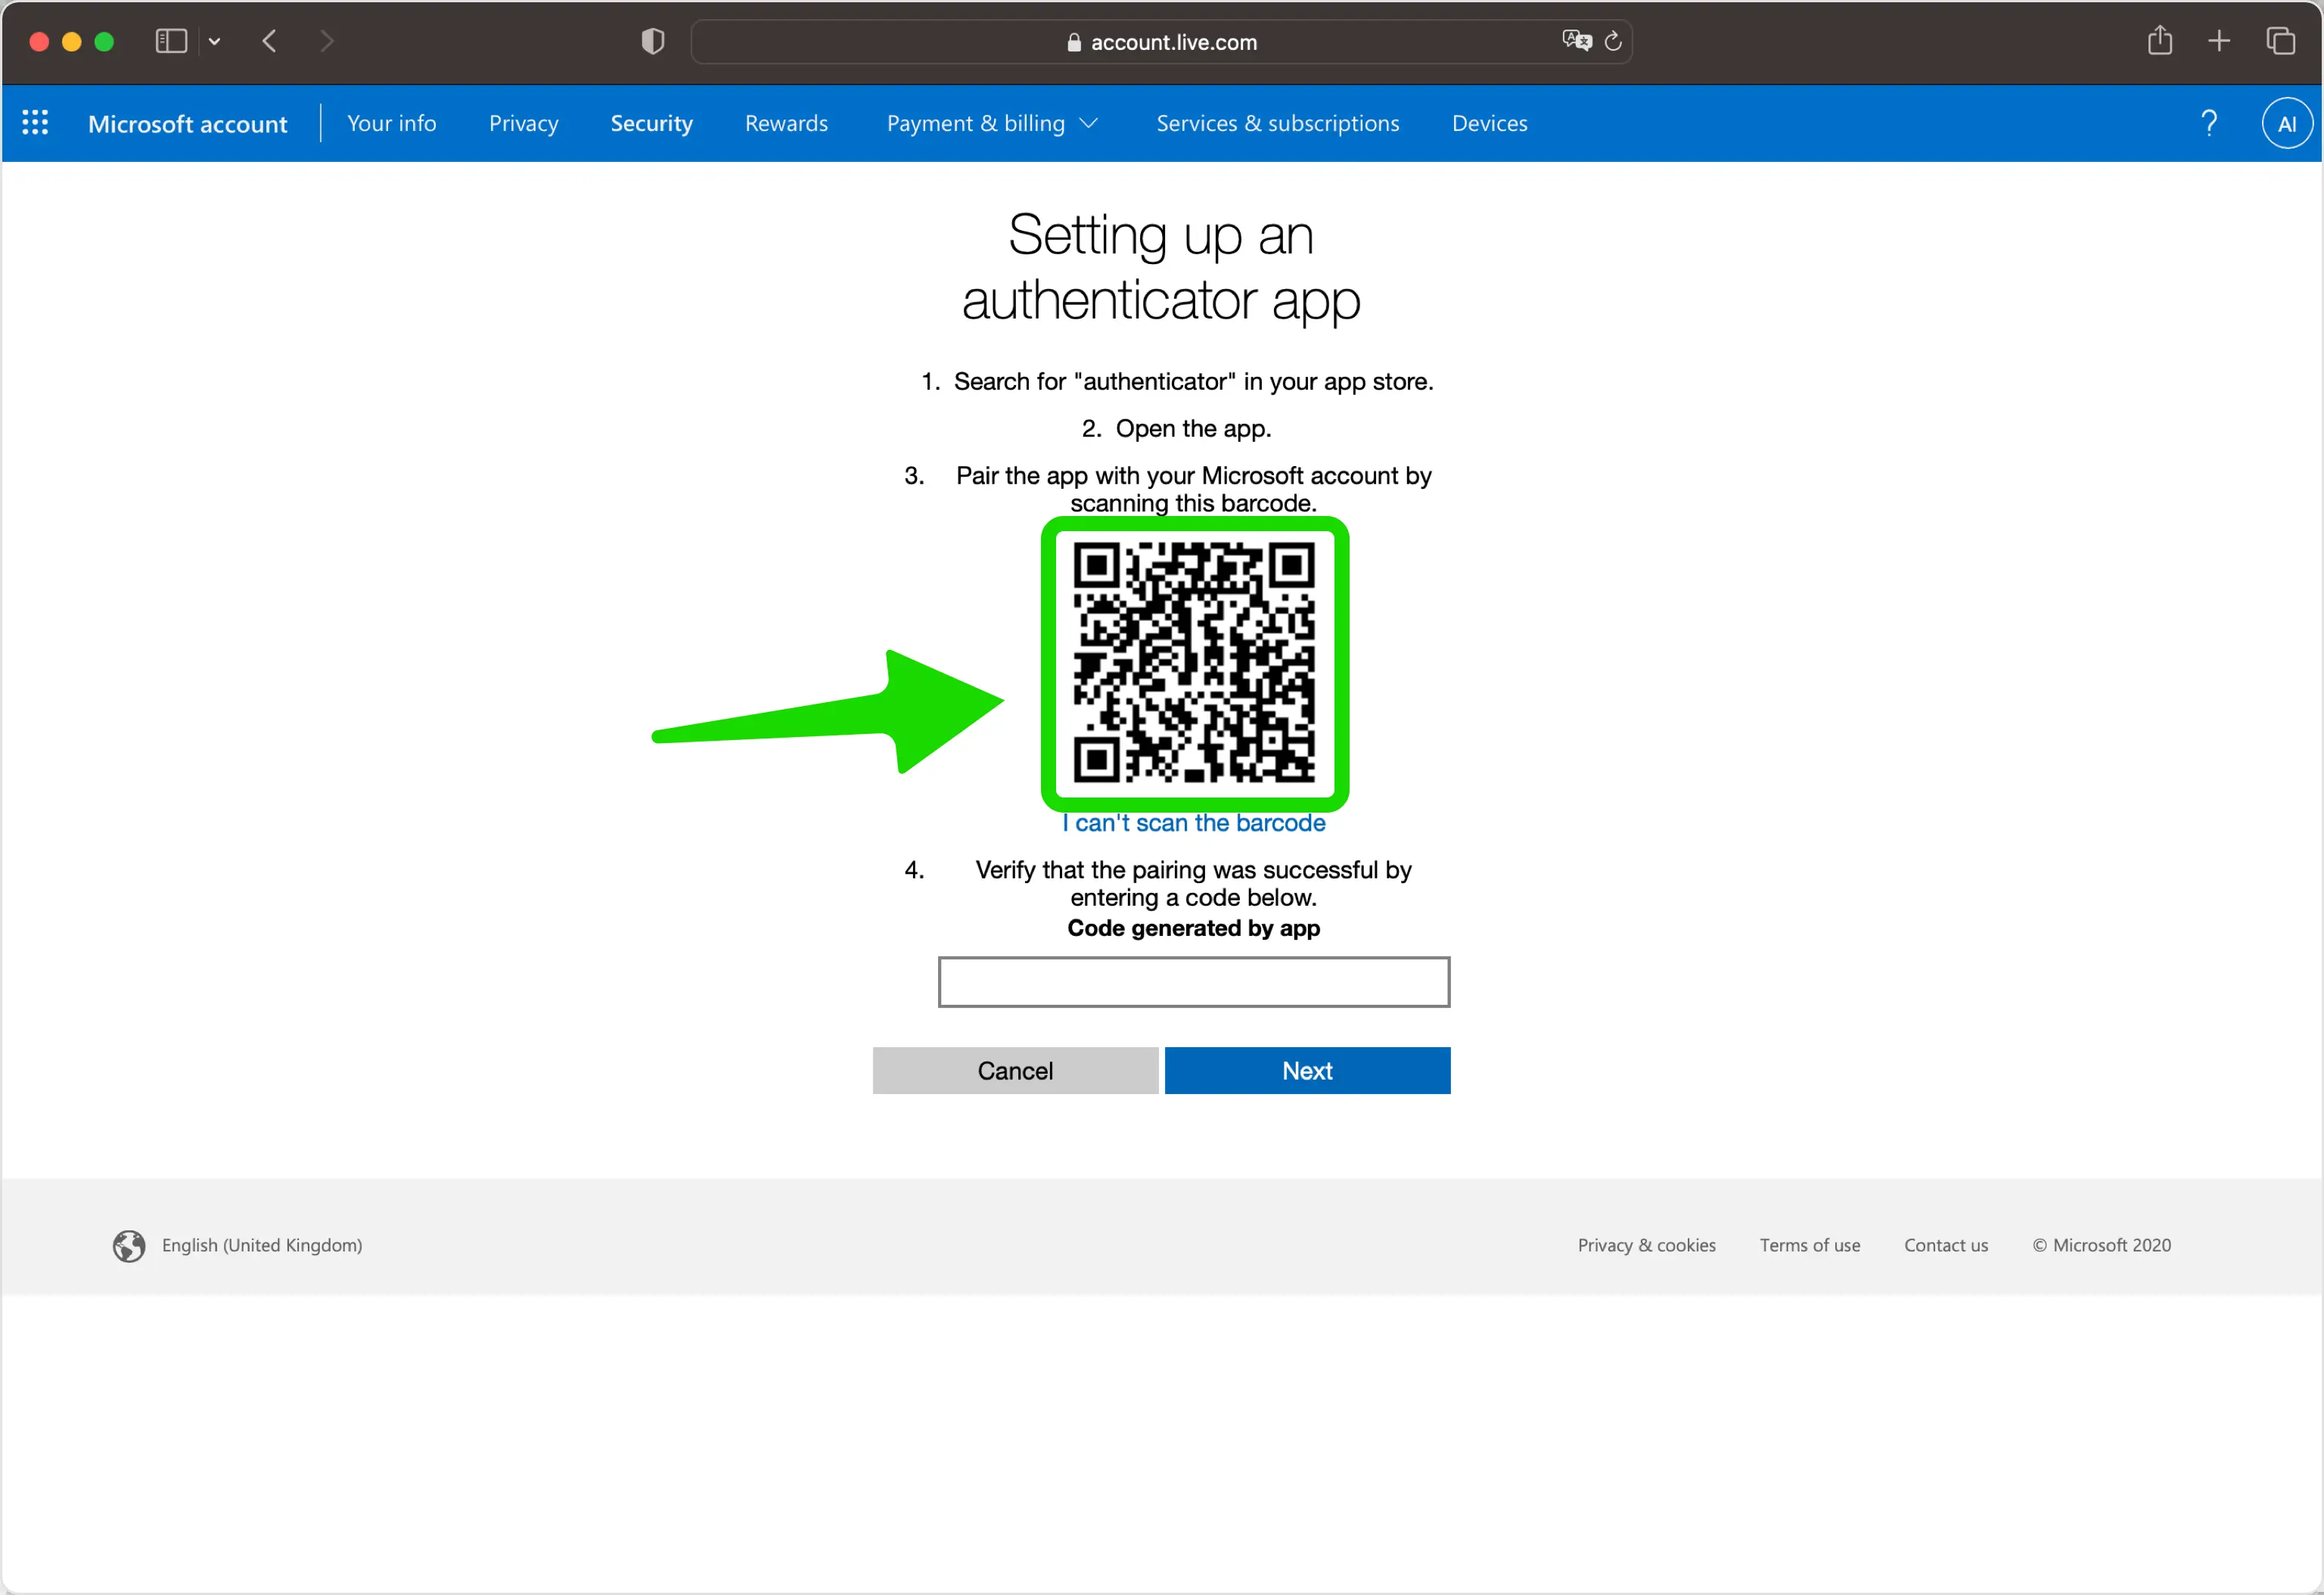 account.live.com
Microsoft account
Your info
Privacy
Security
Rewards
Payment & billing
Services & subscriptions
Devices
?
AI
Setting up an
authenticator app
1. Search for "authenticator" in your app store.
2. Open the app.
3. Pair the app with your Microsoft account by
scanning this barcode.
I can't scan the barcode
4. Verify that the pairing was successful by
entering a code below.
Code generated by app
Cancel
Next
English (United Kingdom)
Privacy & cookies
Terms of use
Contact us
© Microsoft 2020